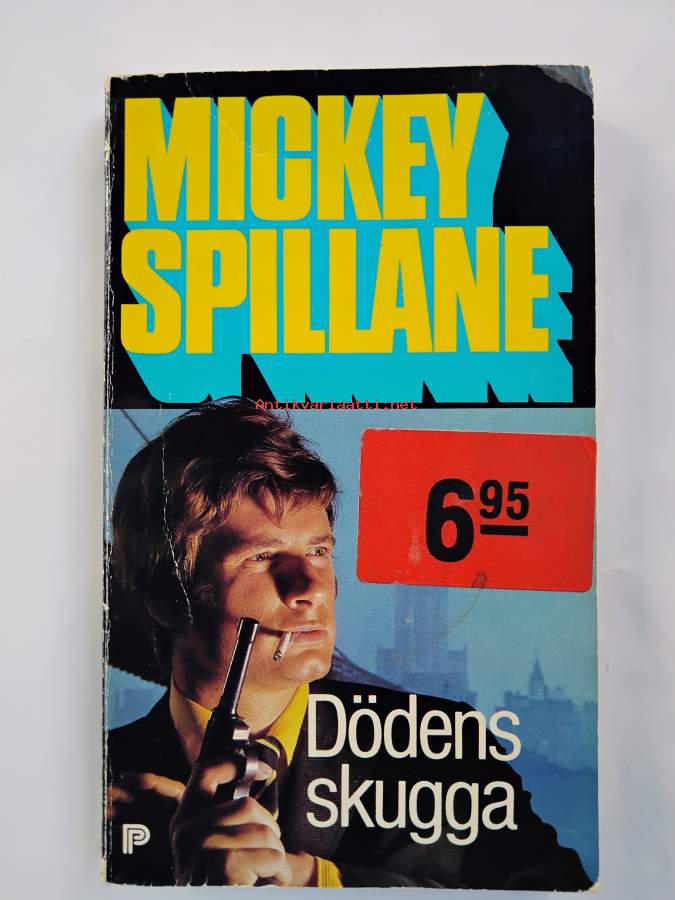 MICKEY
SPILLANE
Antikvariaatti.net
6 95
Dödens
skugga
P